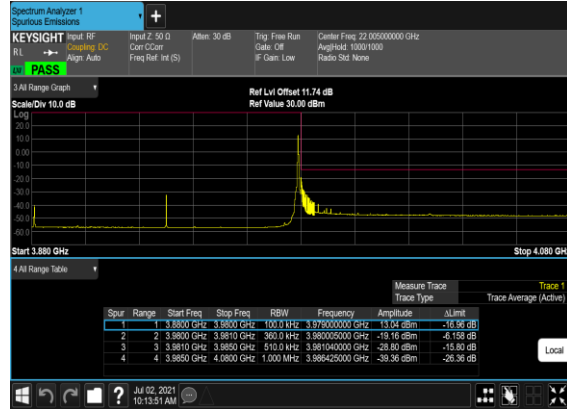 Spectrum Analyzer 1
Spurious Emissions
KEYSIGHT Input: RF Input Z: 50 Ω Atten: 30 dB Trig: Free Run Center Freq: 22.005000000 GHz
RL Coupling: DC Corr CCorr Gate: Off Avg|Hold: 1000/1000
Align: Auto Freq Ref: Int (S) IF Gain: Low Radio Std: None
PASS
3 All Range Graph
Ref Lvl Offset 11.74 dB
Scale/Div 10.0 dB Ref Value 30.00 dBm
Log
20.0
10.0
0.00
-10.0
-20.0
-30.0
-40.0
-50.0
-60.0
Start 3.880 GHz Stop 4.080 GHz
4 All Range Table
Measure Trace Trace 1
Trace Type Trace Average (Active)
Spur Range Start Freq Stop Freq RBW Frequency Amplitude ΔLimit
1 1 3.8800 GHz 3.9800 GHz 100.0 kHz 3.979000000 GHz 13.04 dBm -16.96 dB
2 2 3.9800 GHz 3.9810 GHz 360.0 kHz 3.980005000 GHz -19.16 dBm -6.158 dB
3 3 3.9810 GHz 3.9850 GHz 510.0 kHz 3.981040000 GHz -28.80 dBm -15.80 dB
4 4 3.9850 GHz 4.0800 GHz 1.000 MHz 3.986425000 GHz -39.36 dBm -26.36 dB
Local
Jul 02, 2021
10:13:51 AM